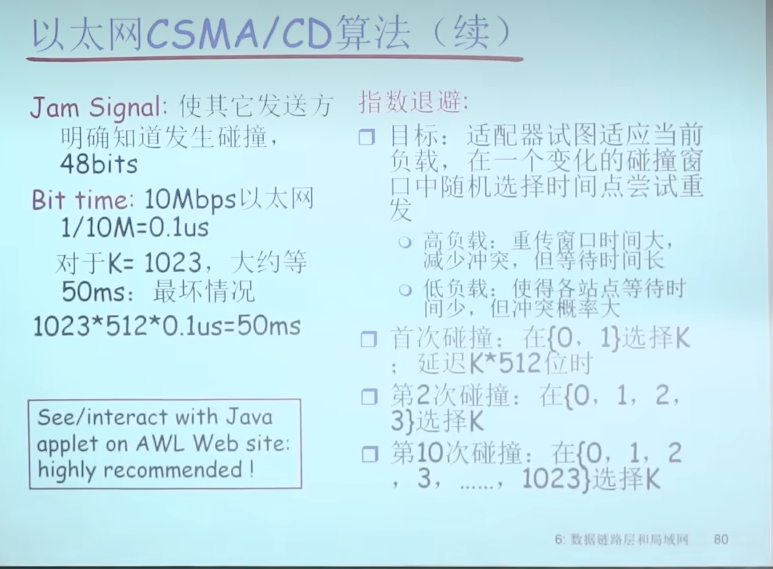 以太网CSMA/CD算法（续）
Jam Signal: 使其它发送方
明确知道发生碰撞，
48bits
Bit time: 10Mbps以太网
1/10M=0.1us
对于K= 1023，大约等
50ms：最坏情况
1023*512*0.1us=50ms
See/interact with Java
applet on AWL Web site:
highly recommended !
指数退避:
目标：适配器试图适应当前
负载，在一个变化的碰撞窗
口中随机选择时间点尝试重
发
高负载：重传窗口时间大，
减少冲突，但等待时间长
低负载：使得各站点等待时
间少，但冲突概率大
首次碰撞：在{0，1}选择K
；延迟K*512位时
第2次碰撞：在{0，1，2，
3}选择K
第10次碰撞：在{0，1，2
，3，……，1023}选择K
6: 数据链路层和局域网 80